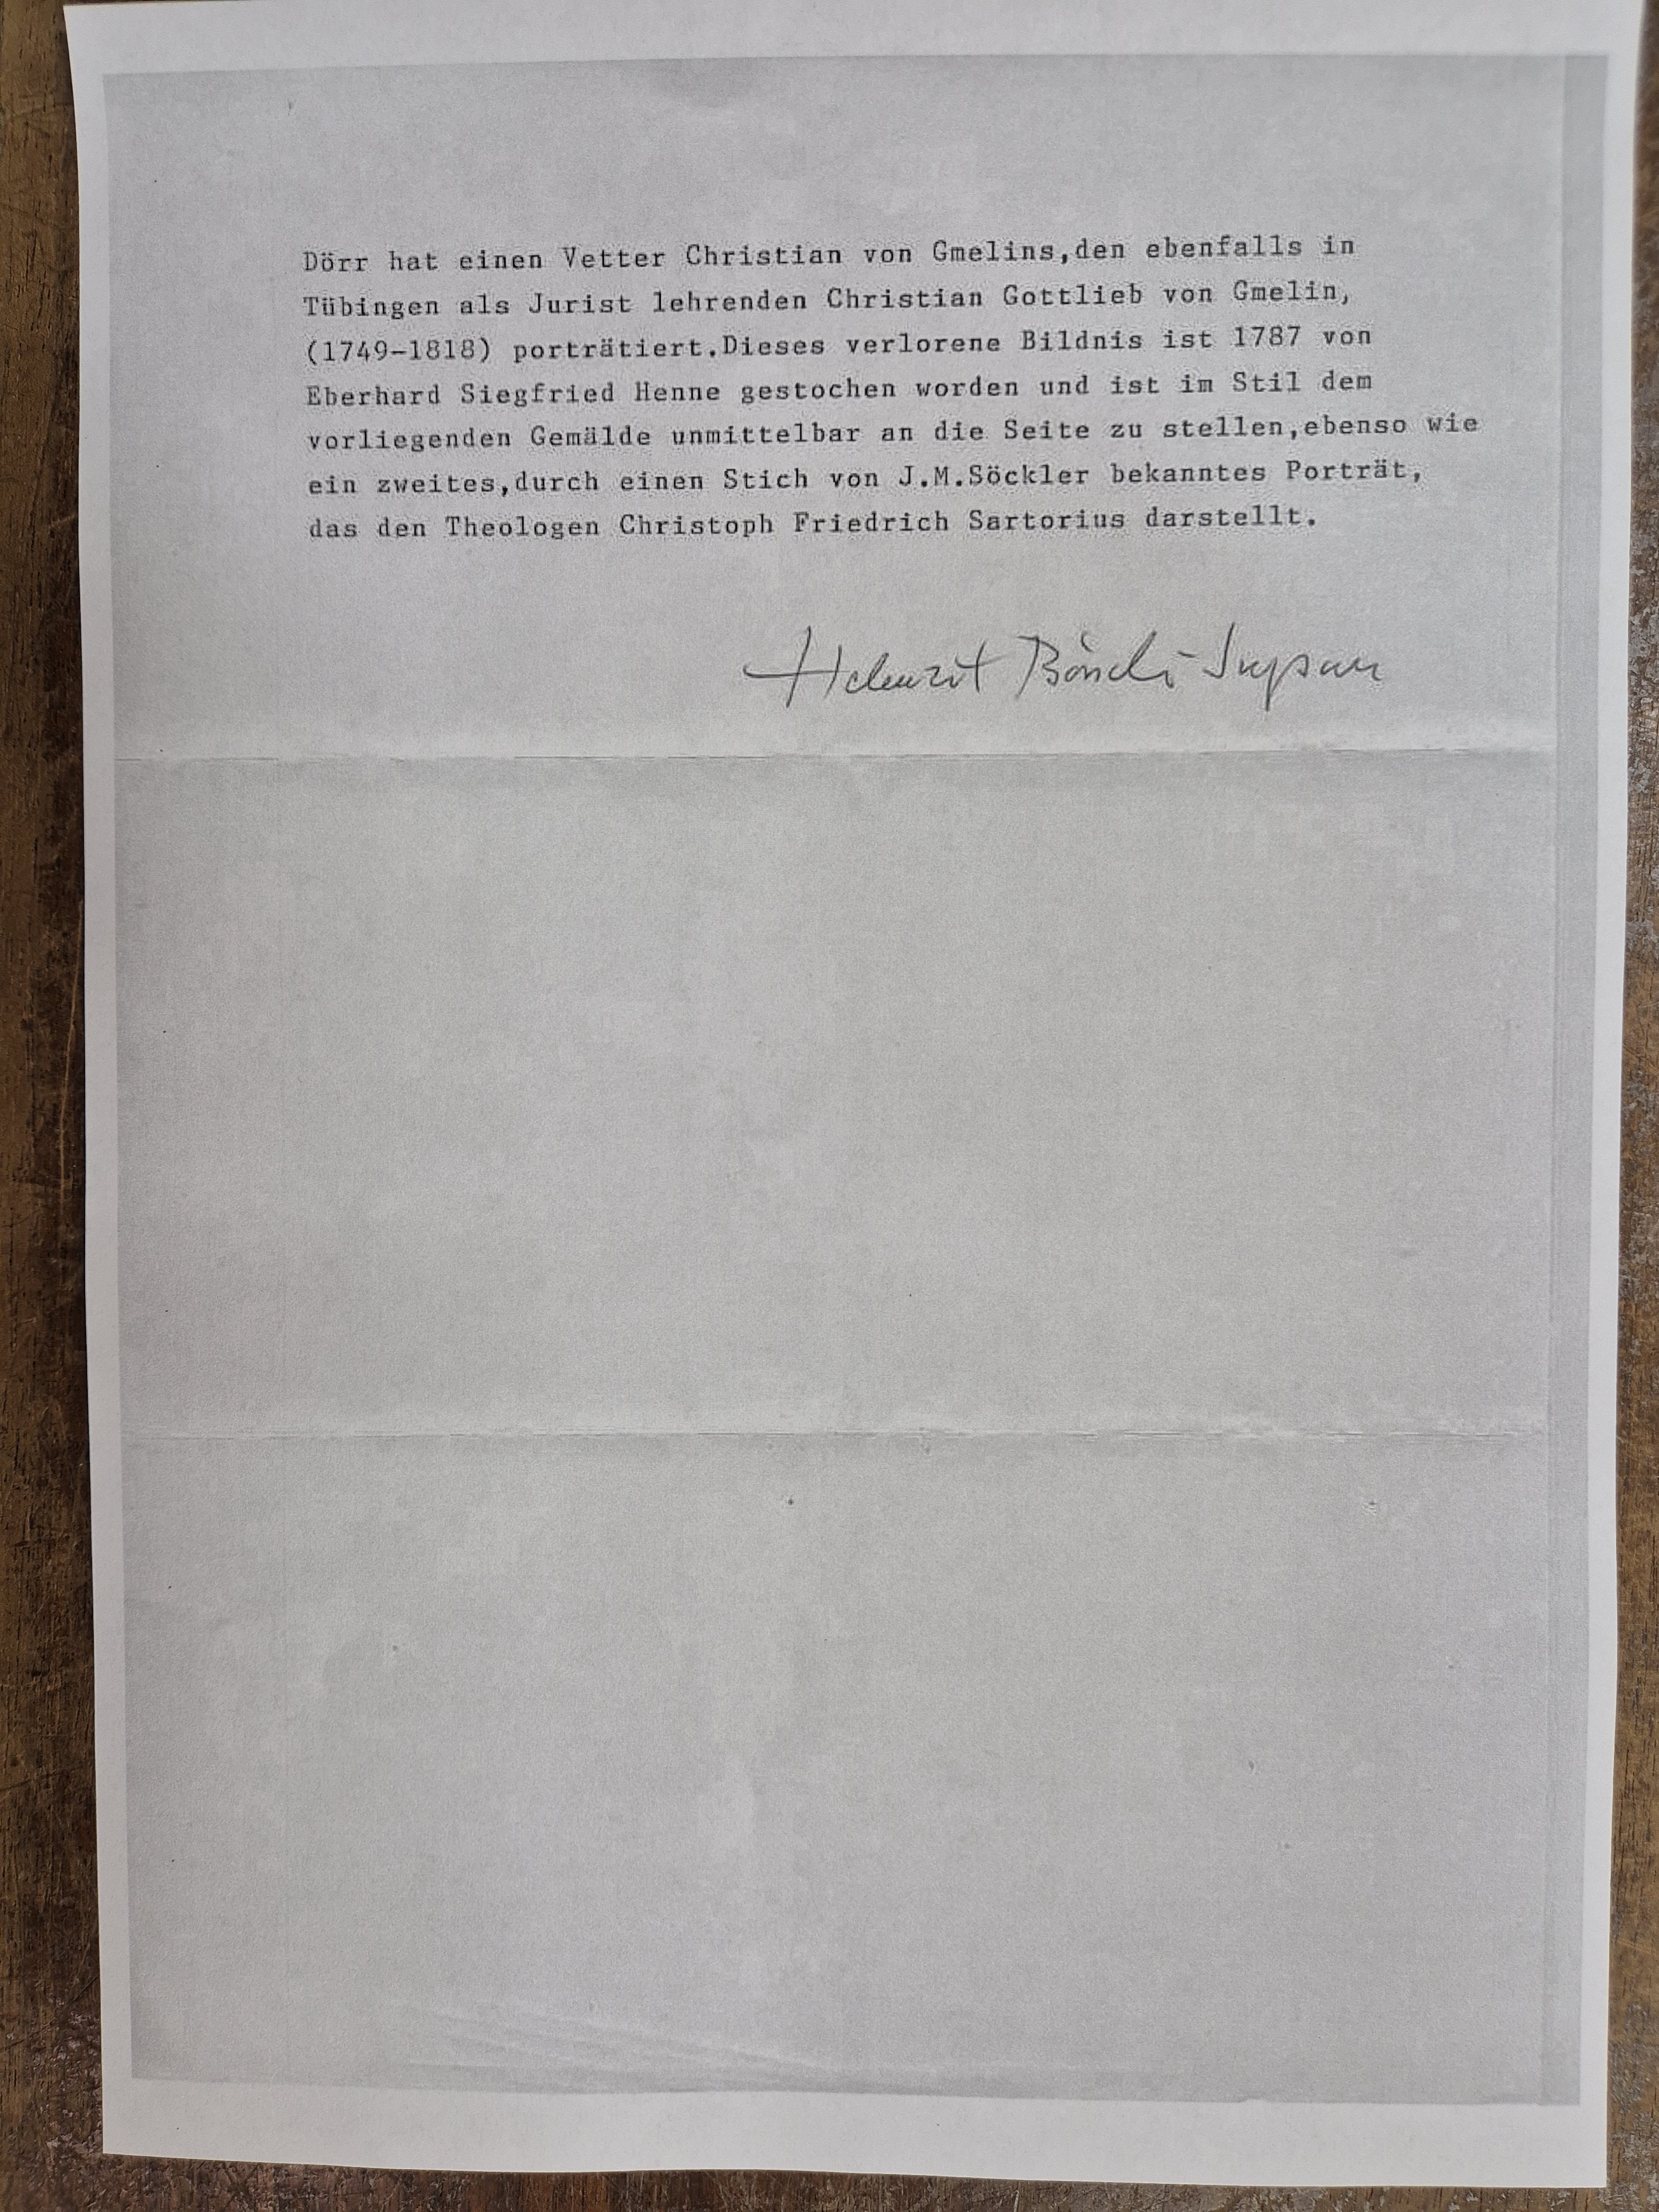 Dörr hat einen Vetter Christian von Gmelins,den ebenfalls in
Tübingen als Jurist lehrenden Christian Gottlieb von Gmelin,
(1749-1818) porträtiert.Dieses verlorene Bildnis ist 1787 von
Eberhard Siegfried Henne gestochen worden und ist im Stil dem
vorliegenden Gemälde unmittelbar an die Seite zu stellen,ebenso wie
ein zweites,durch einen Stich von J.M.Söckler bekanntes Porträt,
das den Theologen Christoph Friedrich Sartorius darstellt.
Helmut Börsch-Supan